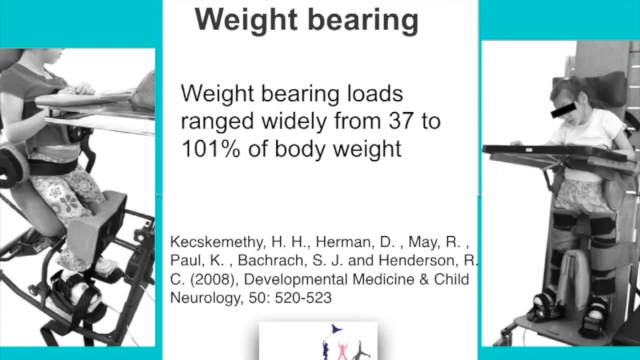 Weight bearing
Weight bearing loads
ranged widely from 37 to
101% of body weight
Kecskemethy, H. H., Herman, D. , May, R. ,
Paul, K. , Bachrach, S. J. and Henderson, R.
C. (2008), Developmental Medicine & Child
Neurology, 50: 520-523